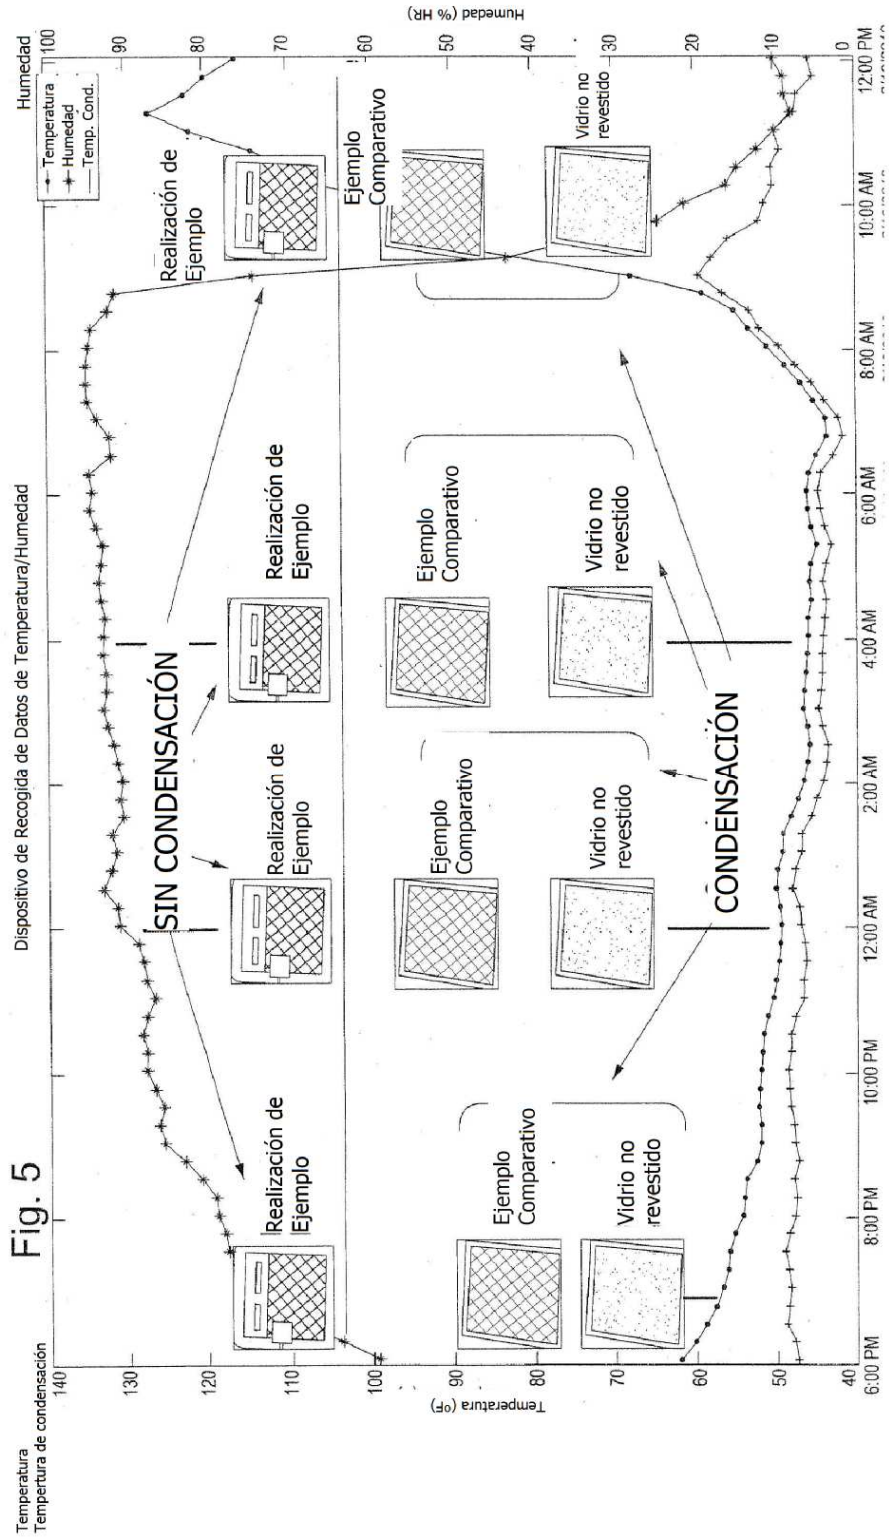 Fig. 5
Dispositivo de Recogida de Datos de Temperatura/Humedad
Temperatura
Tempertura de condensación
Humedad
Temperatura
Humedad
Temp. Cond.
140
130
120
110
100
90
80
70
60
50
40
Temperatura (ºF)
100
90
80
70
60
50
40
30
20
10
0
Humedad (% HR)
SIN CONDENSACIÓN
Realización de
Ejemplo
Realización de
Ejemplo
Realización de
Ejemplo
Realización de
Ejemplo
Ejemplo
Comparativo
Ejemplo
Comparativo
Ejemplo
Comparativo
Ejemplo
Comparativo
Vidrio no
revestido
Vidrio no
revestido
Vidrio no
revestido
Vidrio no
revestido
CONDENSACIÓN
6:00 PM
8:00 PM
10:00 PM
12:00 AM
2:00 AM
4:00 AM
6:00 AM
8:00 AM
10:00 AM
12:00 PM